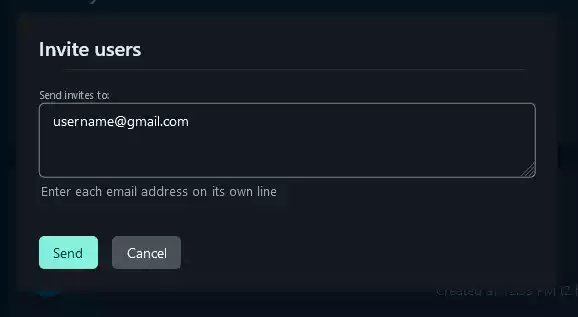 Invite users
Send invites to:
username@gmail.com
Enter each email address on its own line
Send
Cancel